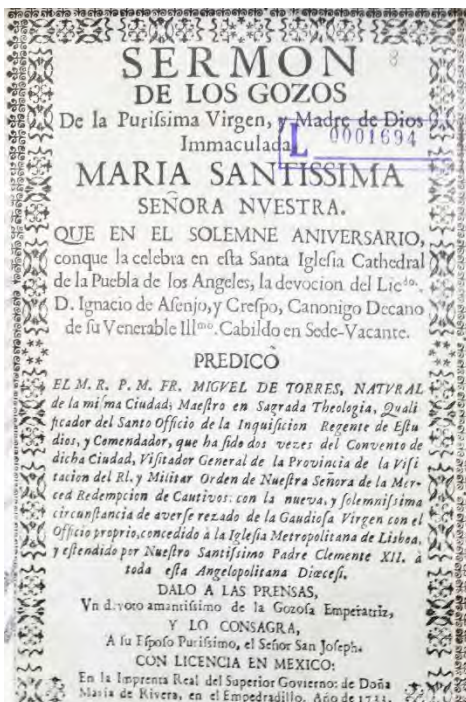 SERMON
8
DE LOS GOZOS
De la Purissima Virgen, y Madre de Dios
Immaculada
L 0001694
MARIA SANTISSIMA
SEÑORA NVESTRA.
QUE EN EL SOLEMNE ANIVERSARIO,
conque la celebra en esta Santa Iglesia Cathedral
de la Puebla de los Angeles, la devocion del Licdo.
D. Ignacio de Asenjo, y Crespo, Canonigo Decano
de su Venerable Illmo. Cabildo en Sede-Vacante.
PREDICÒ
EL M. R. P. M. FR. MIGVEL DE TORRES, NATVRAL
de la misma Ciudad; Maestro en Sagrada Theologia, Quali
ficador del Santo Officio de la Inquisicion Regente de Estu
dios, y Comendador, que ha sido dos vezes del Convento de
dicha Ciudad, Visitador General de la Provincia de la Visi
tacion del Rl. y Militar Orden de Nuestra Señora de la Mer-
ced Redempcion de Cautivos: con la nueva, y solemnissima
circunstancia de averse rezado de la Gaudiosa Virgen con el
Officio proprio, concedido à la Iglesia Metropolitana de Lisboa,
y estendido por Nuestro Santissimo Padre Clemente XII. à
toda esta Angelopolitana Diœcesi.
DALO A LAS PRENSAS,
Vn devoto amantissimo de la Gozosa Emperatriz,
Y LO CONSAGRA,
A su Esposo Purissimo, el Señor San Joseph.
CON LICENCIA EN MEXICO:
En la Imprenta Real del Superior Govierno: de Doña
Maria de Rivera, en el Empedradillo. Año de